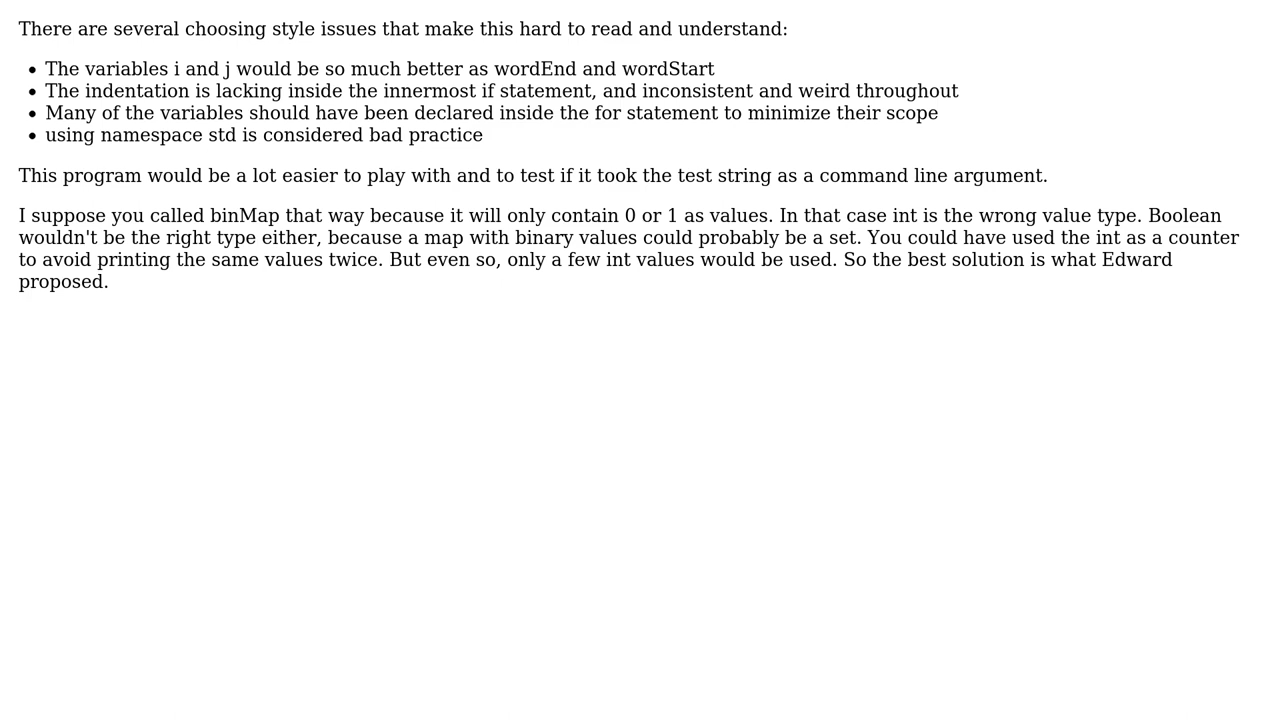 There are several choosing style issues that make this hard to read and understand:
• The variables i and j would be so much better as wordEnd and wordStart
• The indentation is lacking inside the innermost if statement, and inconsistent and weird throughout
• Many of the variables should have been declared inside the for statement to minimize their scope
• using namespace std is considered bad practice
This program would be a lot easier to play with and to test if it took the test string as a command line argument.
I suppose you called binMap that way because it will only contain 0 or 1 as values. In that case int is the wrong value type. Boolean
wouldn't be the right type either, because a map with binary values could probably be a set. You could have used the int as a counter
to avoid printing the same values twice. But even so, only a few int values would be used. So the best solution is what Edward
proposed.